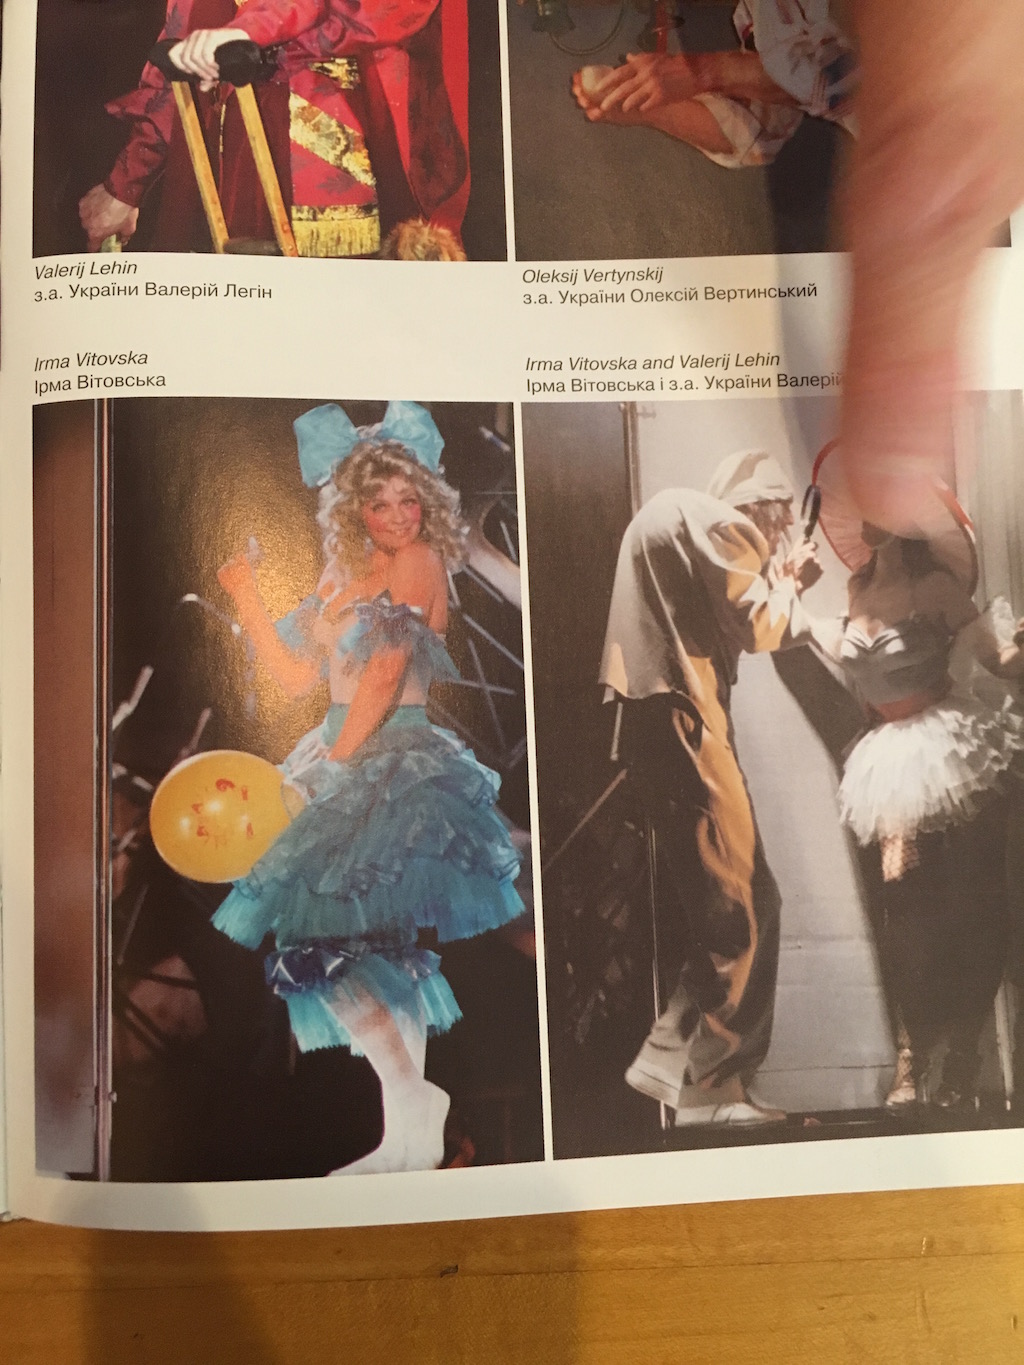 Valerij Lehin
з.а. України Валерій Легін
Oleksij Vertynskij
з.а. України Олексій Вертинський
Irma Vitovska
Ірма Вітовська
Irma Vitovska and Valerij Lehin
Ірма Вітовська і з.а. України Валерій